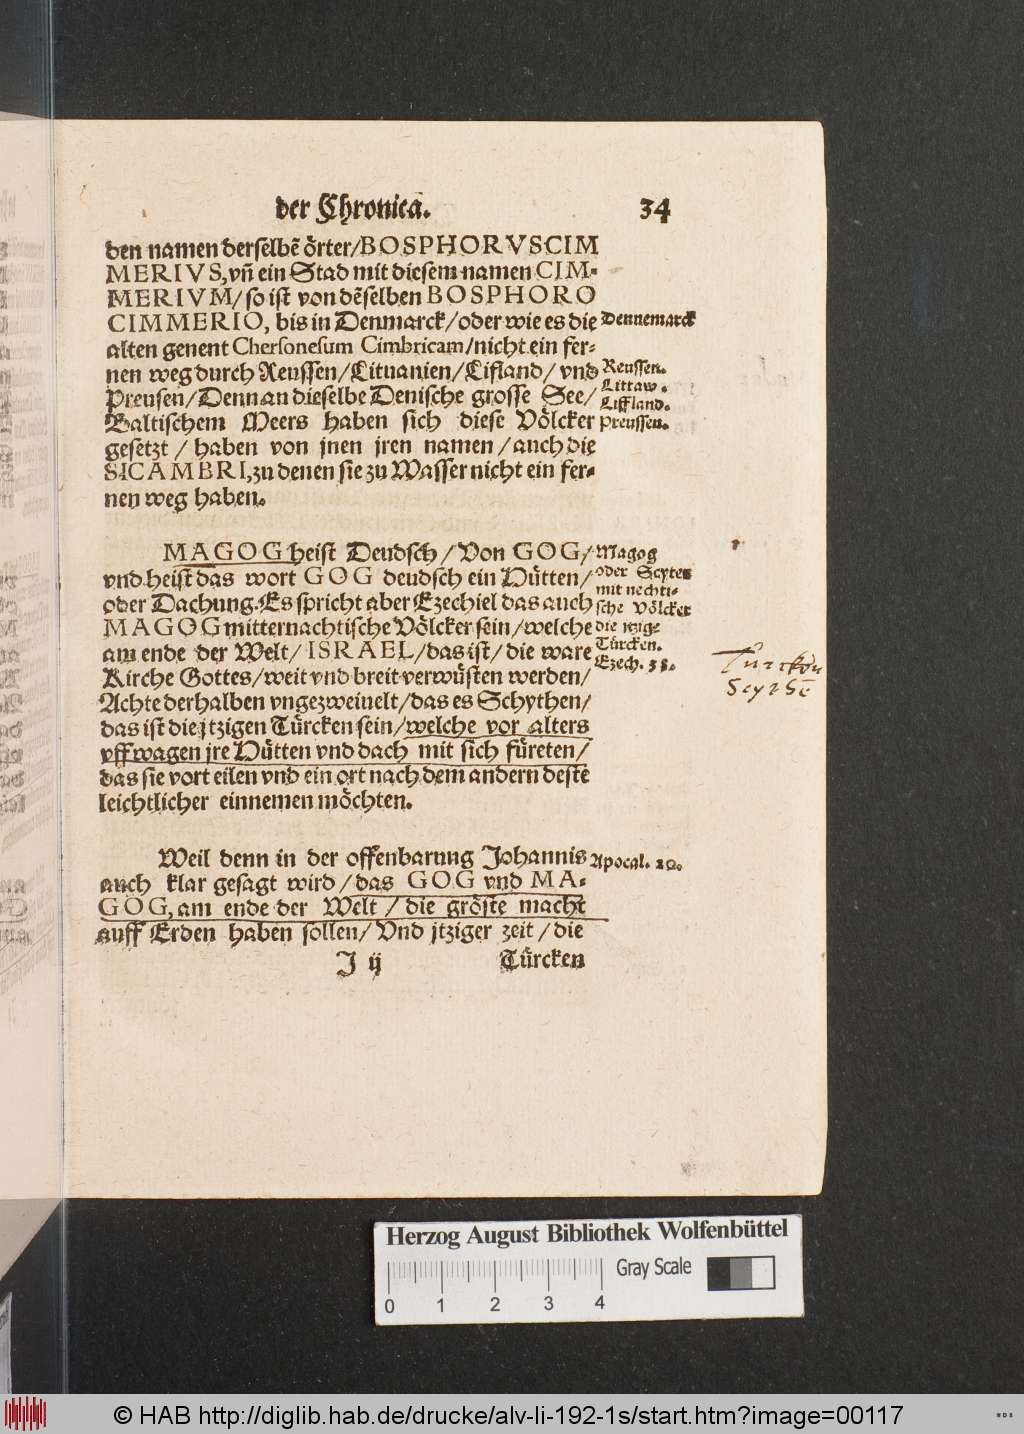 der Chronica. 34
den namen derselbẽ örter/BOSPHORVS CIM
MERIVS, vñ ein Stad mit diesem namen CIM-
MERIVM/ so ist von dẽselben BOSPHORO
CIMMERIO, bis in Denmarck/oder wie es die
alten genent Chersonesum Cimbricam/nicht ein fer-
nen weg durch Reussen/Lituanien/Lifland/ vnd
Preusen/Denn an dieselbe Denische grosse See/
Baltischem Meers haben sich diese Völcker
gesetzt / haben von jnen jren namen / auch die
SICAMBRI, zu denen sie zu Wasser nicht ein fer-
nen weg haben.
Dennemarck
Reussen.
Littaw.
Liffland.
Preussen.
MAGOG heist Deudsch / Von GOG/
vnd heist das wort GOG deudsch ein Hütten/
oder Dachung. Es spricht aber Ezechiel das auch
MAGOG mitternachtische Völcker sein/welche
am ende der Welt/ ISRAEL/das ist/ die ware
Kirche Gottes/weit vnd breit verwüsten werden/
Achte derhalben vngezweiuelt/das es Schythen/
das ist die jtzigen Türcken sein/welche vor alters
vff wagen jre Hütten vnd dach mit sich füreten/
das sie vort eilen vnd ein ort nach dem andern deste
leichtlicher einnemen möchten.
Magog
oder Scyten
mit nechti-
sche Völcker
die itzige
Türcken.
Ezech. 38.
Türcken
Scythẽ
Weil denn in der offenbarung Johannis
auch klar gesagt wird/das GOG vnd MA-
GOG, am ende der Welt / die gröste macht
auff Erden haben sollen/ Vnd jtziger zeit / die
Apocal. 20.
J ij Türcken
Herzog August Bibliothek Wolfenbüttel
Gray Scale
0 1 2 3 4
© HAB http://diglib.hab.de/drucke/alv-li-192-1s/start.htm?image=00117
WDB